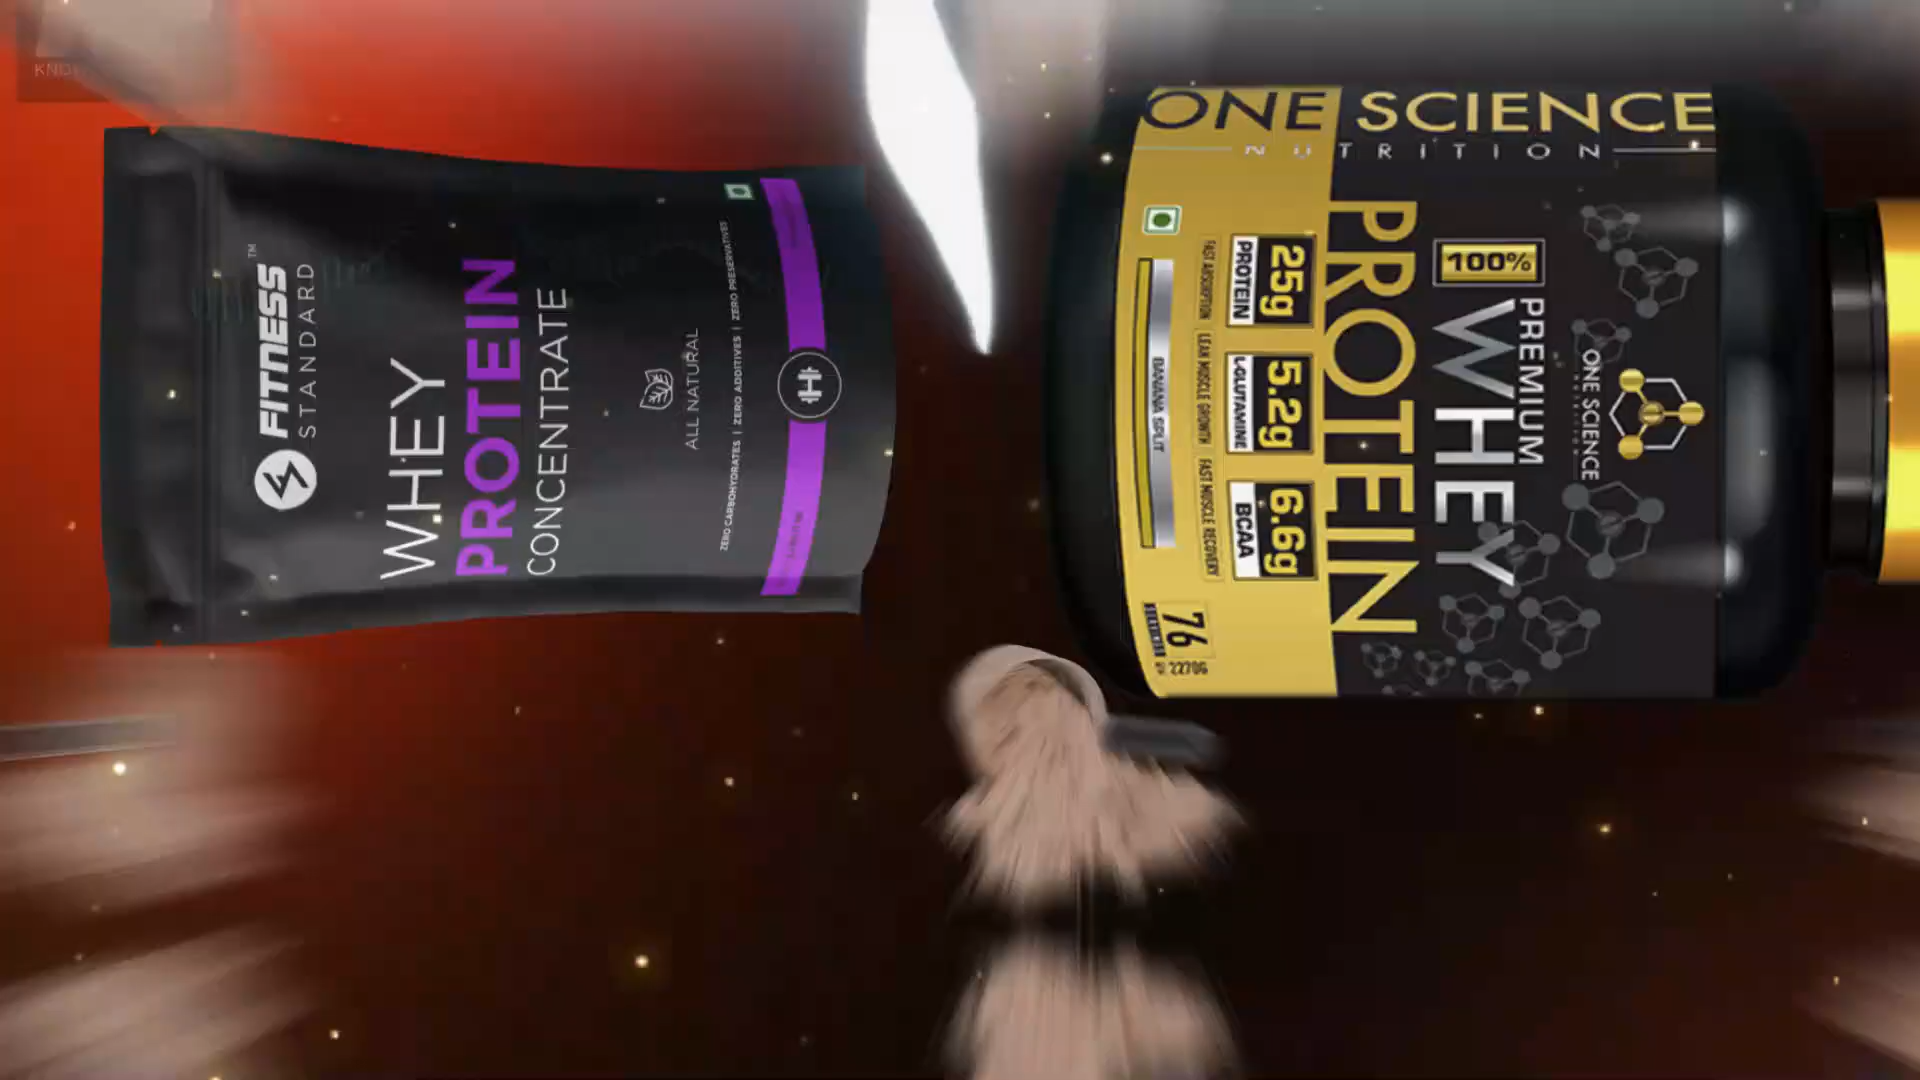 FITNESS™
STANDARD
WHEY
PROTEIN
CONCENTRATE
ALL NATURAL
ZERO CARBOHYDRATES | ZERO ADDITIVES | ZERO PRESERVATIVES
ONE SCIENCE
NUTRITION
ONE SCIENCE
PREMIUM
100% WHEY
PROTEIN
25g
PROTEIN
5.2g
L-GLUTAMINE
6.6g
BCAA
FAST ABSORPTION LEAN MUSCLE GROWTH FAST MUSCLE RECOVERY
BANANA SPLIT
76
SERVINGS
2270G